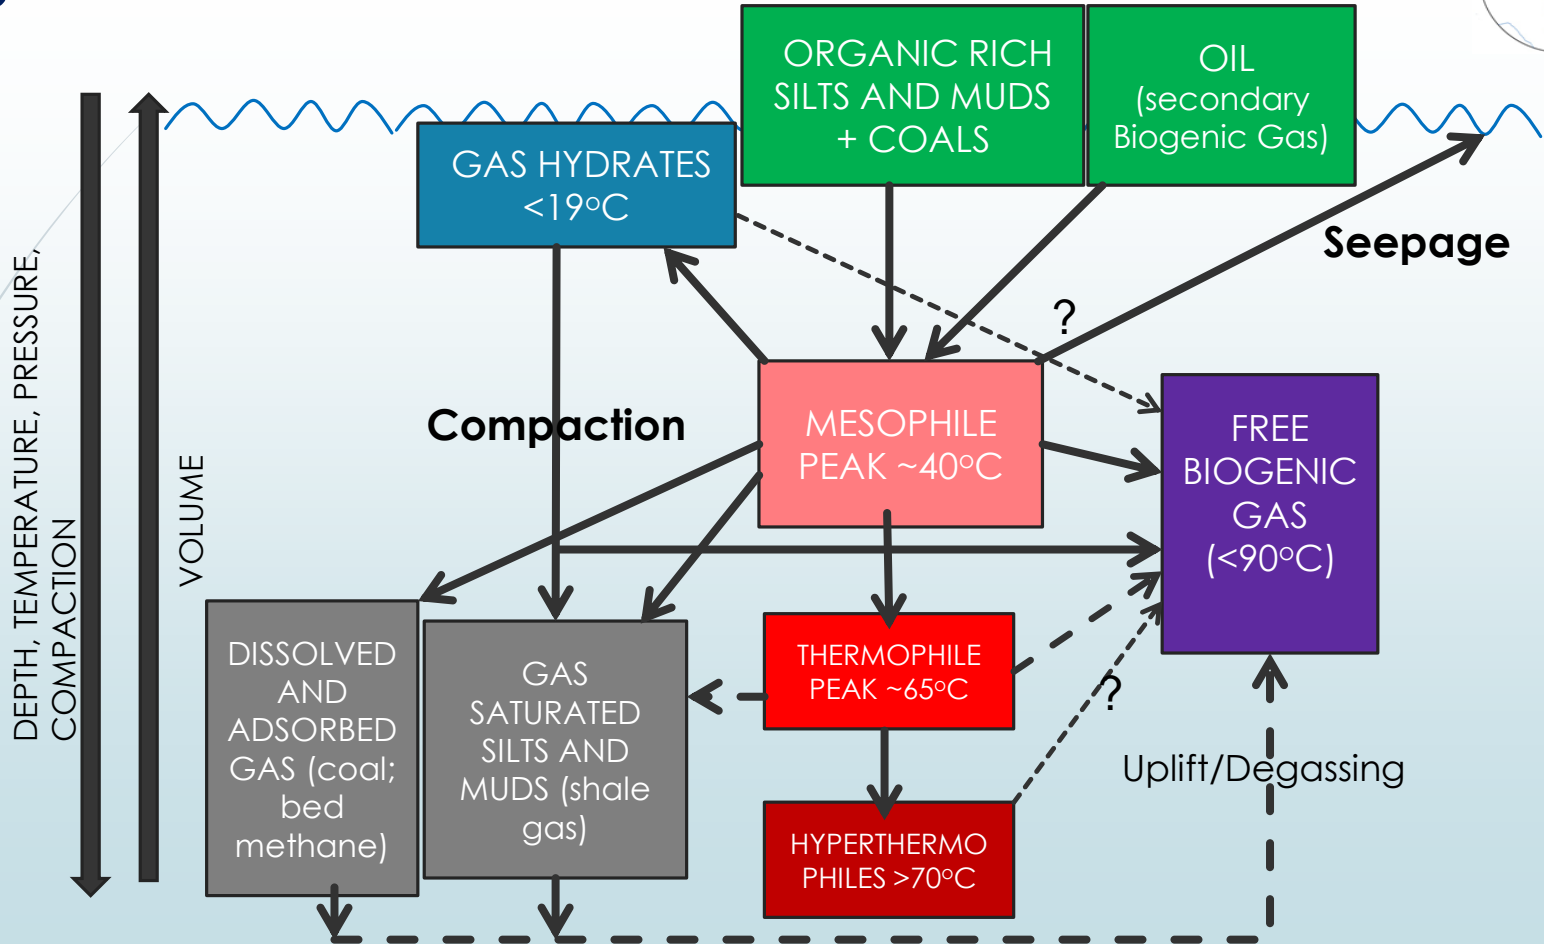 ORGANIC RICH
SILTS AND MUDS
+ COALS
OIL
(secondary
Biogenic Gas)
GAS HYDRATES
<19°C
Seepage
?
Compaction
MESOPHILE
PEAK ~40°C
FREE
BIOGENIC
GAS
(<90°C)
DEPTH, TEMPERATURE, PRESSURE,
COMPACTION
VOLUME
DISSOLVED
AND
ADSORBED
GAS (coal;
bed
methane)
GAS
SATURATED
SILTS AND
MUDS (shale
gas)
THERMOPHILE
PEAK ~65°C
?
Uplift/Degassing
HYPERTHERMO
PHILES >70°C